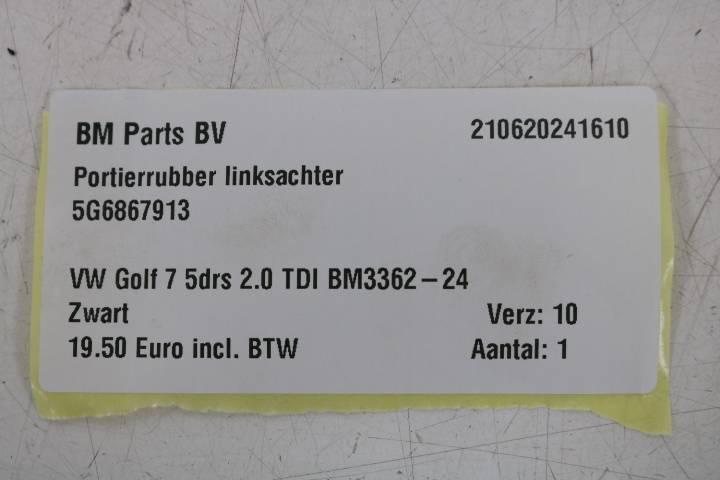 BM Parts BV 210620241610
Portierrubber linksachter
5G6867913
VW Golf 7 5drs 2.0 TDI BM3362-24
Zwart Verz: 10
19.50 Euro incl. BTW Aantal: 1